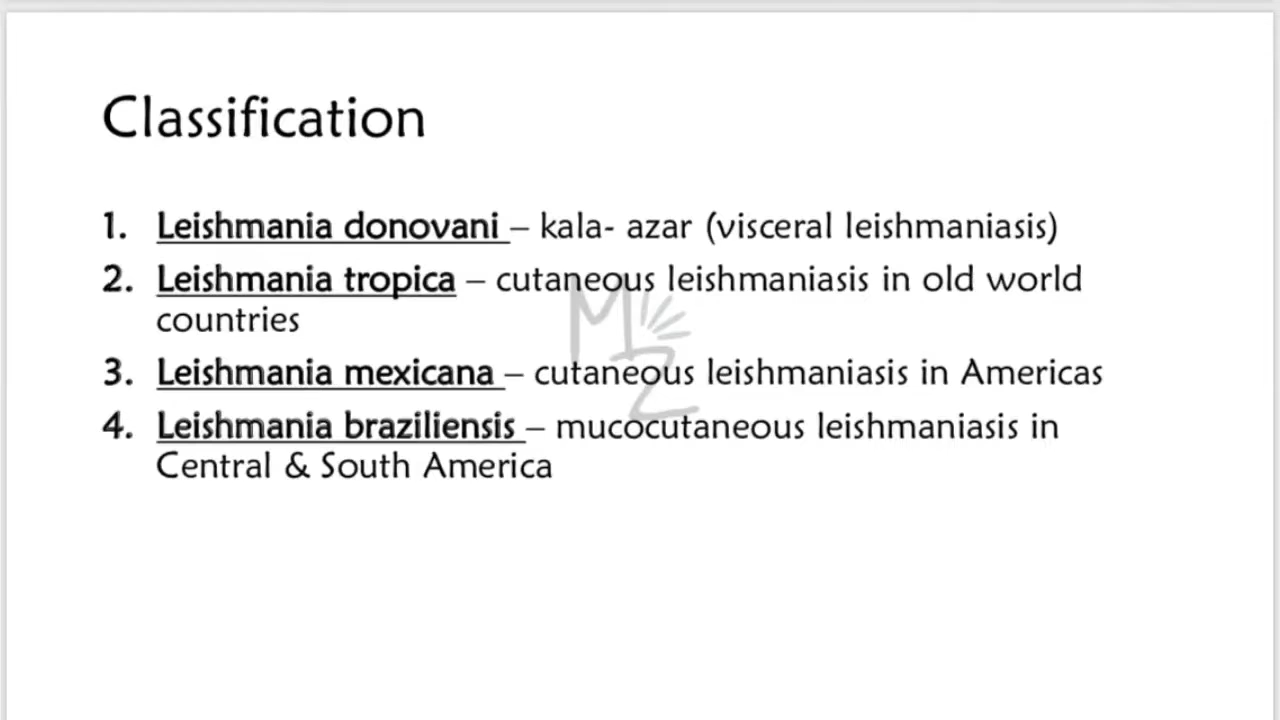 Classification
1. Leishmania donovani – kala- azar (visceral leishmaniasis)
2. Leishmania tropica – cutaneous leishmaniasis in old world
countries
3. Leishmania mexicana – cutaneous leishmaniasis in Americas
4. Leishmania braziliensis – mucocutaneous leishmaniasis in
Central & South America
MZ